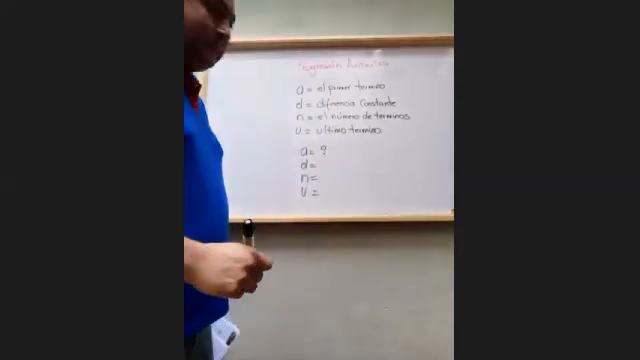 Progresión Aritmética
a = el primer termino
d = diferencia constante
n = el número de terminos
u = ultimo termino
a = ?
d =
n =
u =